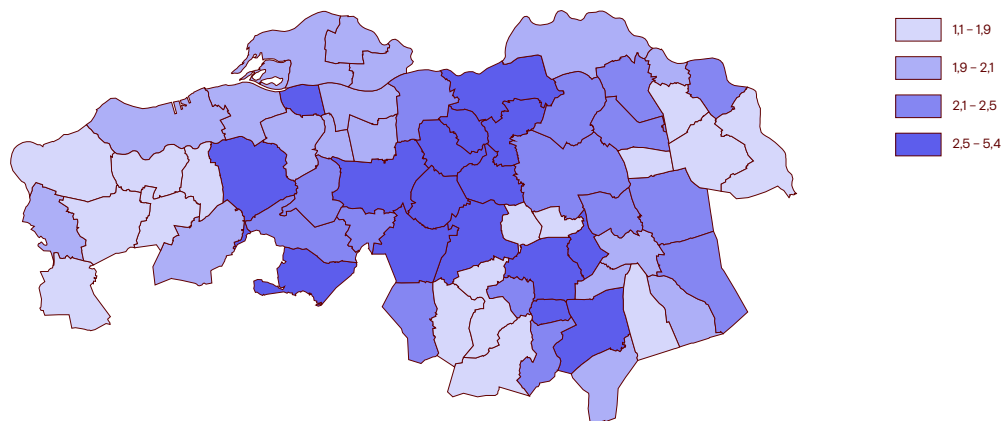 1,1 – 1,9
1,9 – 2,1
2,1 – 2,5
2,5 – 5,4